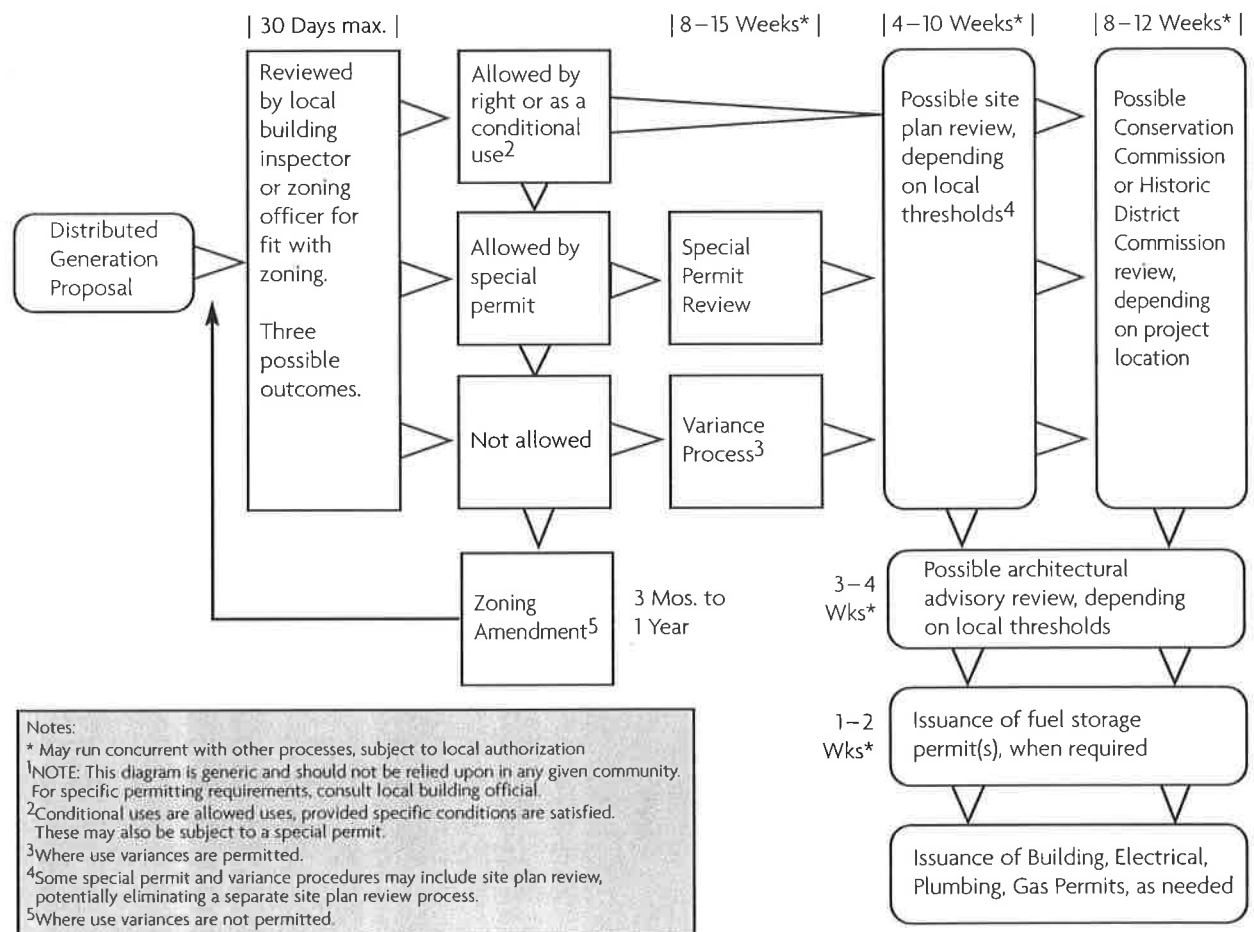 | 30 Days max. |
|8–15 Weeks* |
| 4–10 Weeks* |
| 8–12 Weeks* |
Distributed
Generation
Proposal
Reviewed
by local
building
inspector
or zoning
officer for
fit with
zoning.
Three
possible
outcomes.
Allowed by
right or as a
conditional
use2
Allowed by
special
permit
Not allowed
Zoning
Amendment5
3 Mos. to
1 Year
Special
Permit
Review
Variance
Process3
Possible site
plan review,
depending
on local
thresholds4
Possible
Conservation
Commission
or Historic
District
Commission
review,
depending
on project
location
3–4
Wks*
Possible architectural
advisory review, depending
on local thresholds
1–2
Wks*
Issuance of fuel storage
permit(s), when required
Issuance of Building, Electrical,
Plumbing, Gas Permits, as needed
Notes:
* May run concurrent with other processes, subject to local authorization
1NOTE: This diagram is generic and should not be relied upon in any given community.
For specific permitting requirements, consult local building official.
2Conditional uses are allowed uses, provided specific conditions are satisfied.
These may also be subject to a special permit.
3Where use variances are permitted.
4Some special permit and variance procedures may include site plan review,
potentially eliminating a separate site plan review process.
5Where use variances are not permitted.